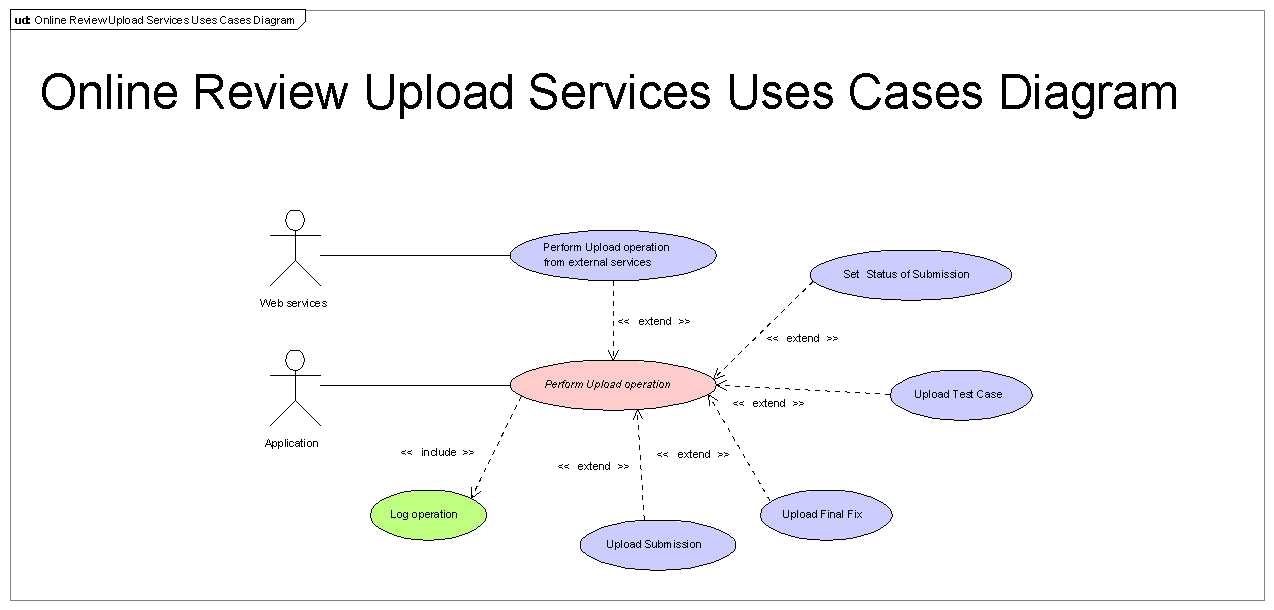 ud: Online Review Upload Services Uses Cases Diagram
Online Review Upload Services Uses Cases Diagram
Perform Upload operation
from external services
Set Status of Submission
Web services
<< extend >>
<< extend >>
Perform Upload operation
Upload Test Case
<< extend >>
Application
<< include >>
<< extend >>
<< extend >>
Log operation
Upload Final Fix
Upload Submission